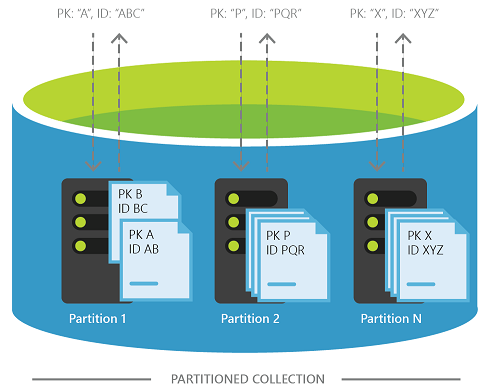 PK: “A”, ID: “ABC”
PK: “P”, ID: “PQR”
PK: “X”, ID: “XYZ”
PK B
ID BC
PK A
ID AB
PK P
ID PQR
PK X
ID XYZ
Partition 1
Partition 2
Partition N
PARTITIONED COLLECTION